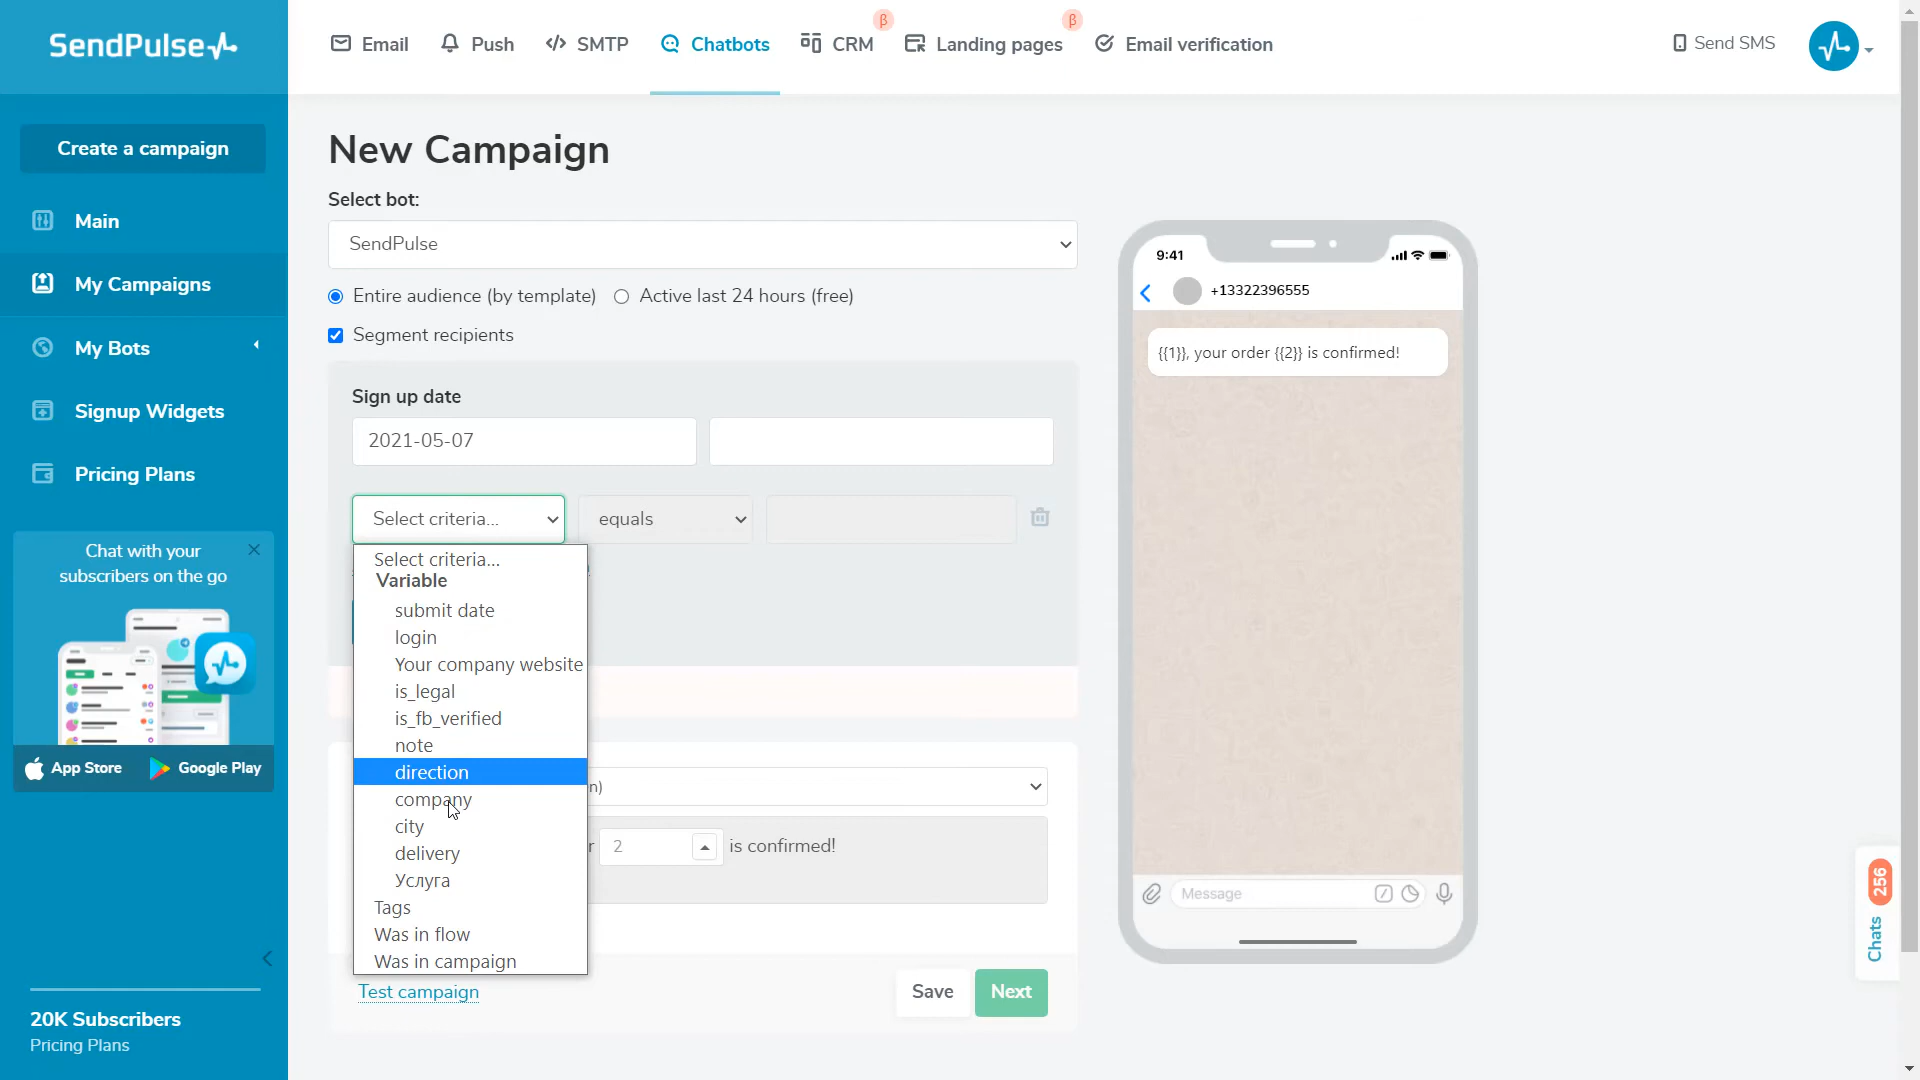 SendPulse
Email
Push
SMTP
Chatbots
β
CRM
β
Landing pages
Email verification
Send SMS
Create a campaign
Main
My Campaigns
My Bots
Signup Widgets
Pricing Plans
Chat with your
subscribers on the go
App Store
Google Play
20K Subscribers
Pricing Plans
New Campaign
Select bot:
SendPulse
Entire audience (by template)
Active last 24 hours (free)
Segment recipients
Sign up date
2021-05-07
Select criteria...
equals
Select criteria...
Variable
submit date
login
Your company website
is_legal
is_fb_verified
note
direction
company
city
delivery
Услуга
Tags
Was in flow
Was in campaign
n)
r 2 is confirmed!
Test campaign
Save
Next
9:41
+13322396555
{{1}}, your order {{2}} is confirmed!
Message
Chats 256